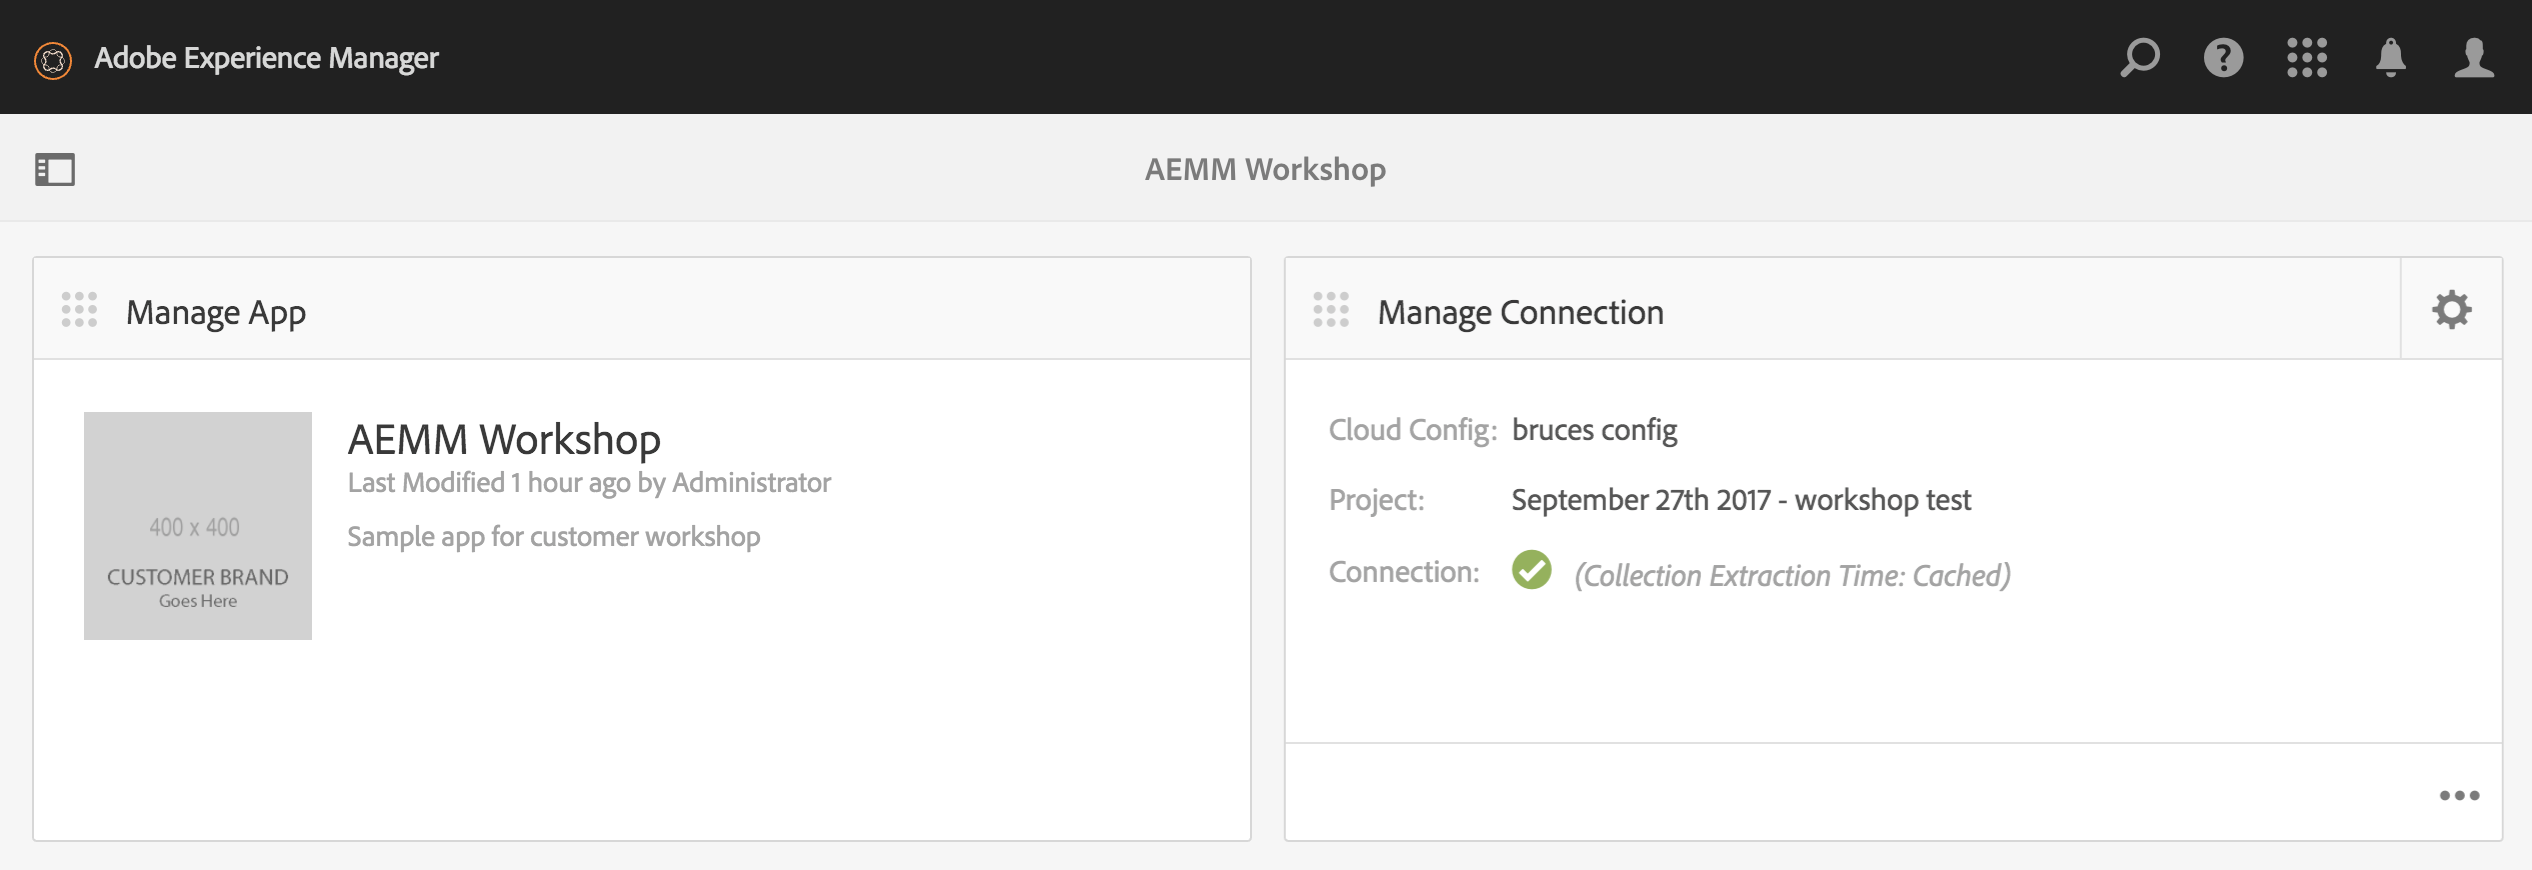 Adobe Experience Manager
AEMM Workshop
Manage App
400 x 400
CUSTOMER BRAND
Goes Here
AEMM Workshop
Last Modified 1 hour ago by Administrator
Sample app for customer workshop
Manage Connection
Cloud Config: bruces config
Project: September 27th 2017 - workshop test
Connection: (Collection Extraction Time: Cached)